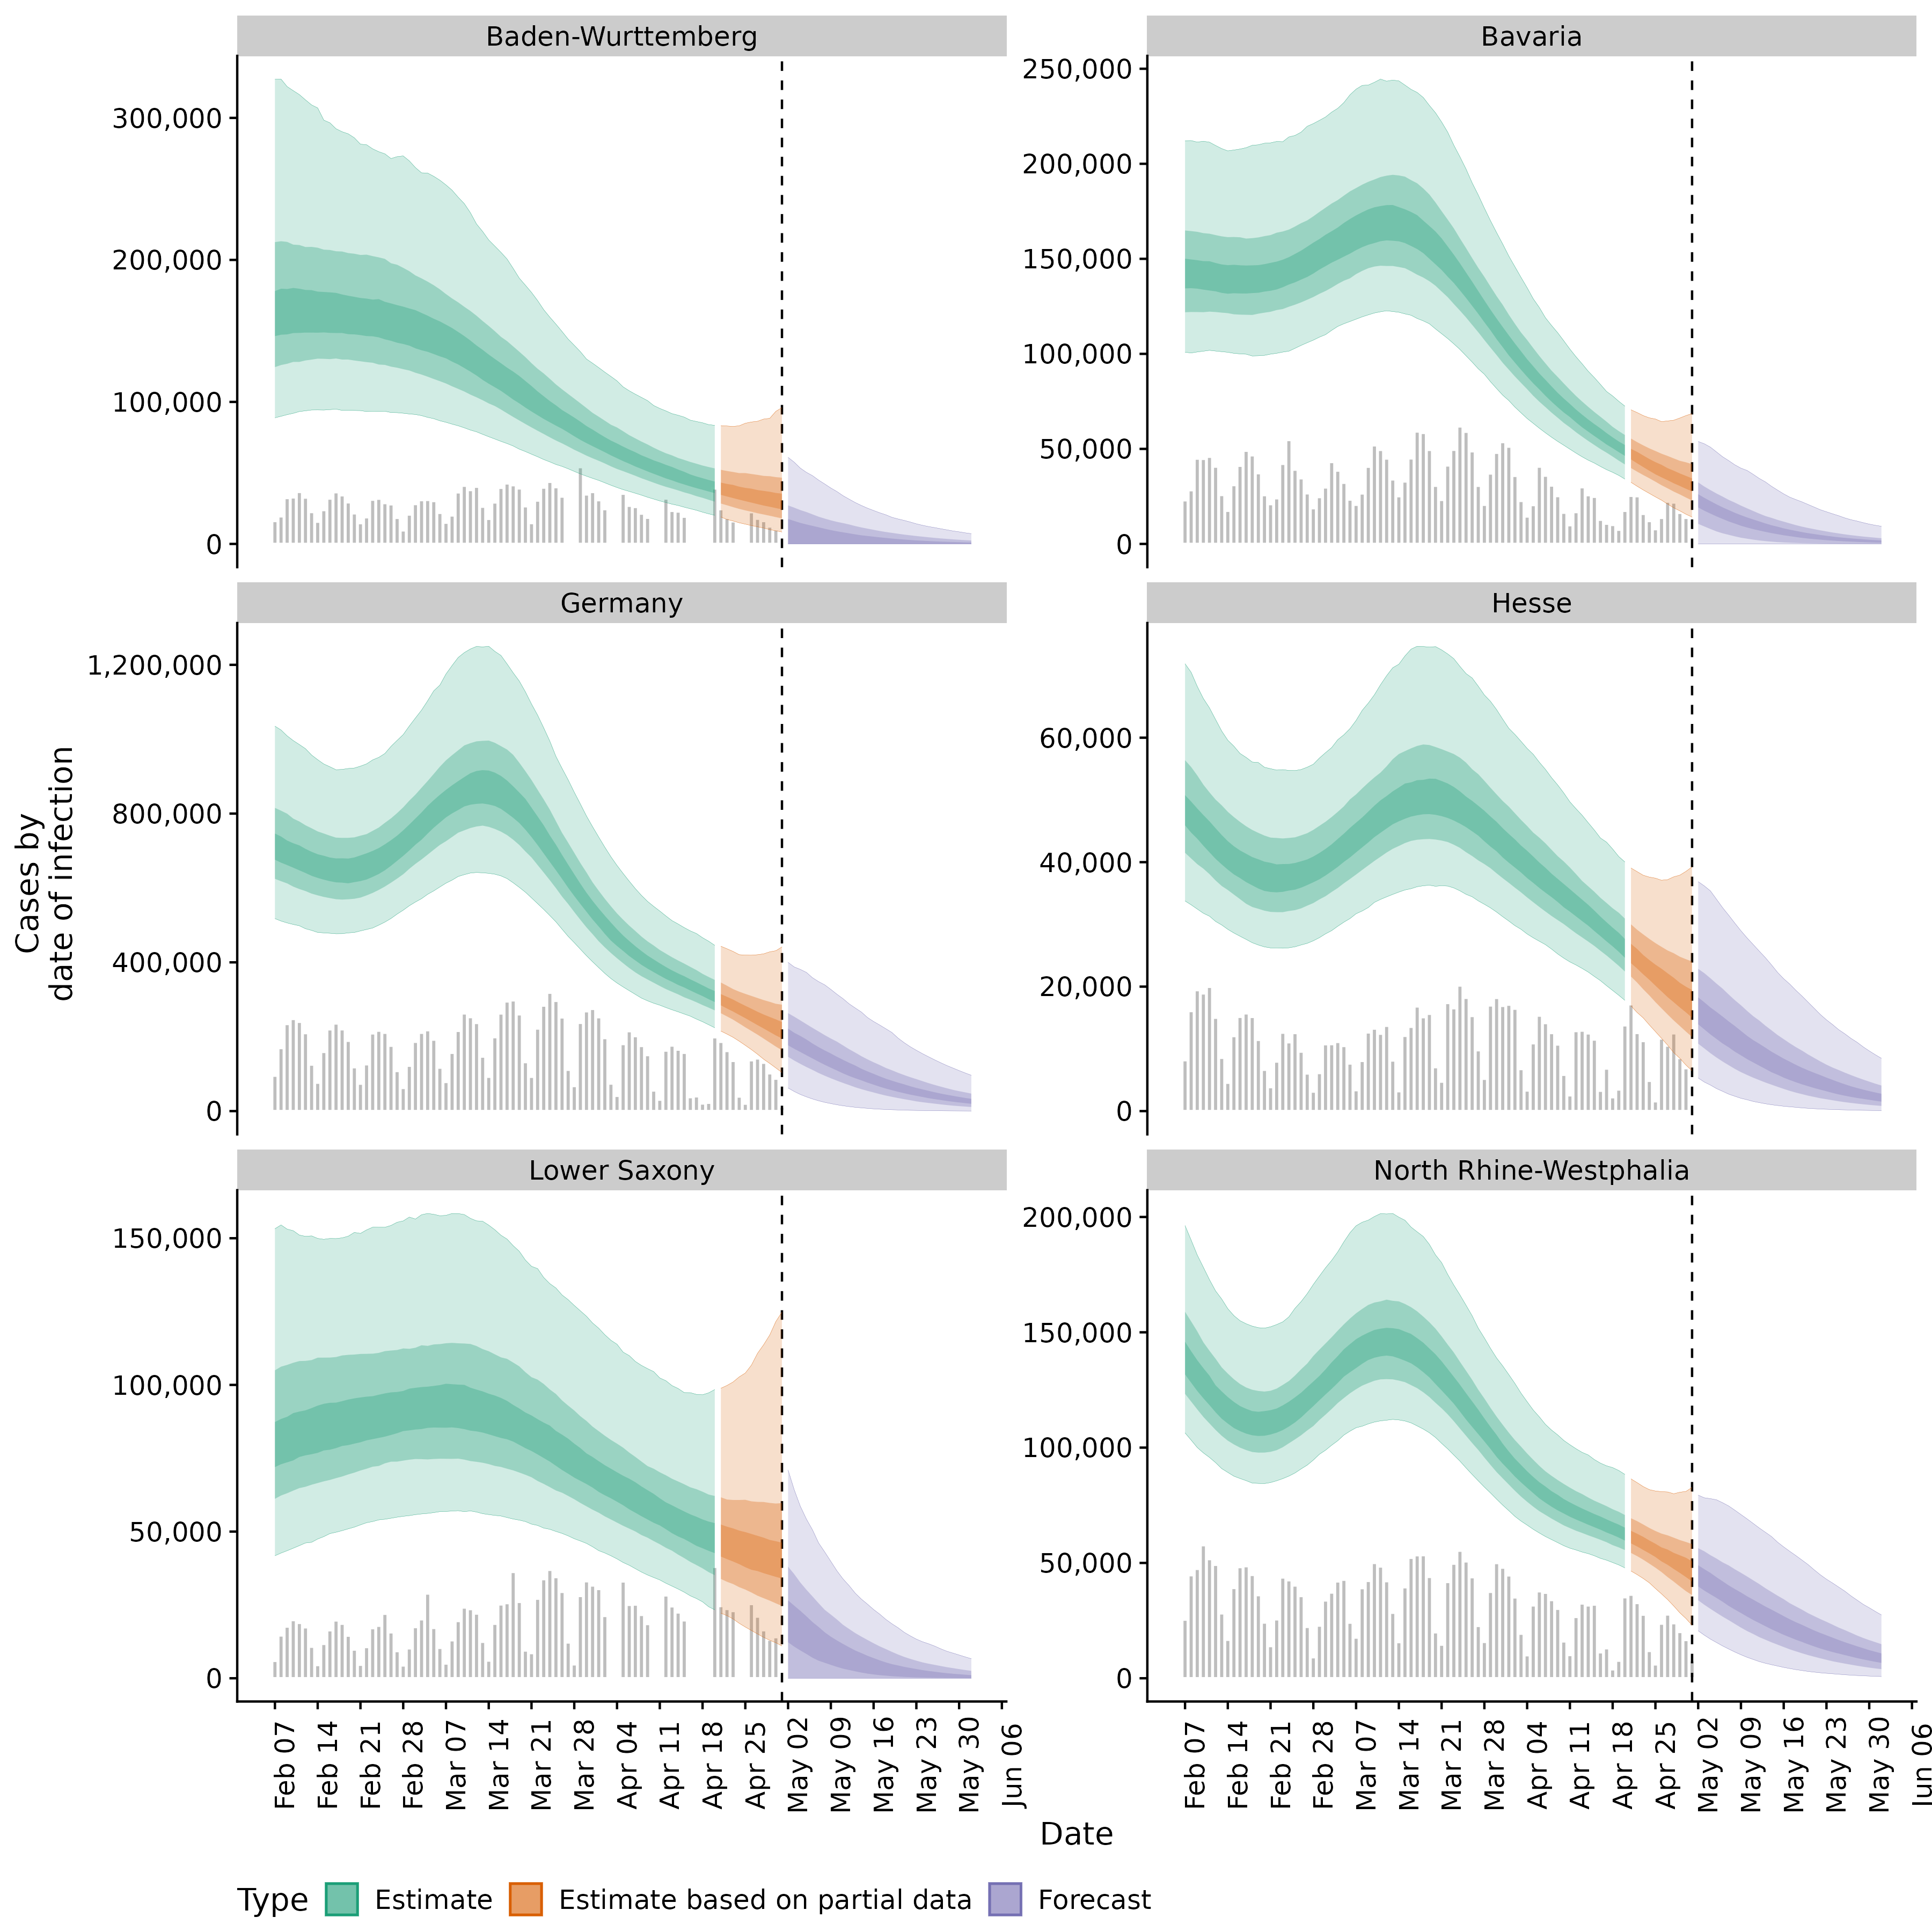 Baden-Wurttemberg
Bavaria
300,000
200,000
100,000
0
250,000
200,000
150,000
100,000
50,000
0
Germany
Hesse
1,200,000
800,000
400,000
0
60,000
40,000
20,000
0
Cases by
date of infection
Lower Saxony
North Rhine-Westphalia
150,000
100,000
50,000
0
200,000
150,000
100,000
50,000
0
Feb 07
Feb 14
Feb 21
Feb 28
Mar 07
Mar 14
Mar 21
Mar 28
Apr 04
Apr 11
Apr 18
Apr 25
May 02
May 09
May 16
May 23
May 30
Jun 06
Feb 07
Feb 14
Feb 21
Feb 28
Mar 07
Mar 14
Mar 21
Mar 28
Apr 04
Apr 11
Apr 18
Apr 25
May 02
May 09
May 16
May 23
May 30
Jun 06
Date
Type
Estimate
Estimate based on partial data
Forecast